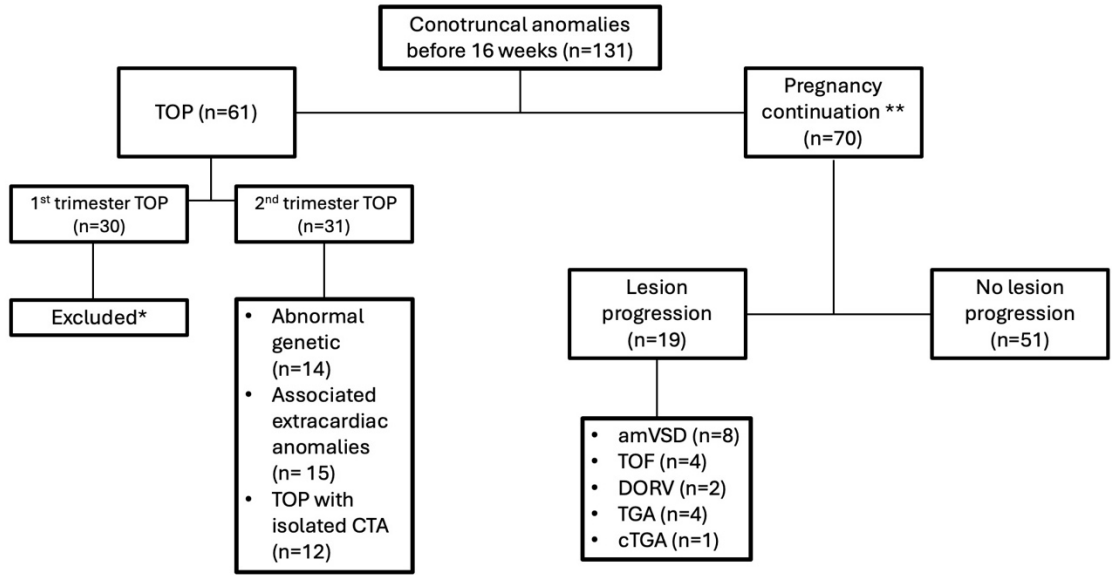 Conotruncal anomalies
before 16 weeks (n=131)
TOP (n=61)
Pregnancy
continuation **
(n=70)
1st trimester TOP
(n=30)
2nd trimester TOP
(n=31)
Excluded*
• Abnormal
genetic
(n=14)
• Associated
extracardiac
anomalies
(n= 15)
• TOP with
isolated CTA
(n=12)
Lesion
progression
(n=19)
No lesion
progression
(n=51)
• amVSD (n=8)
• TOF (n=4)
• DORV (n=2)
• TGA (n=4)
• cTGA (n=1)